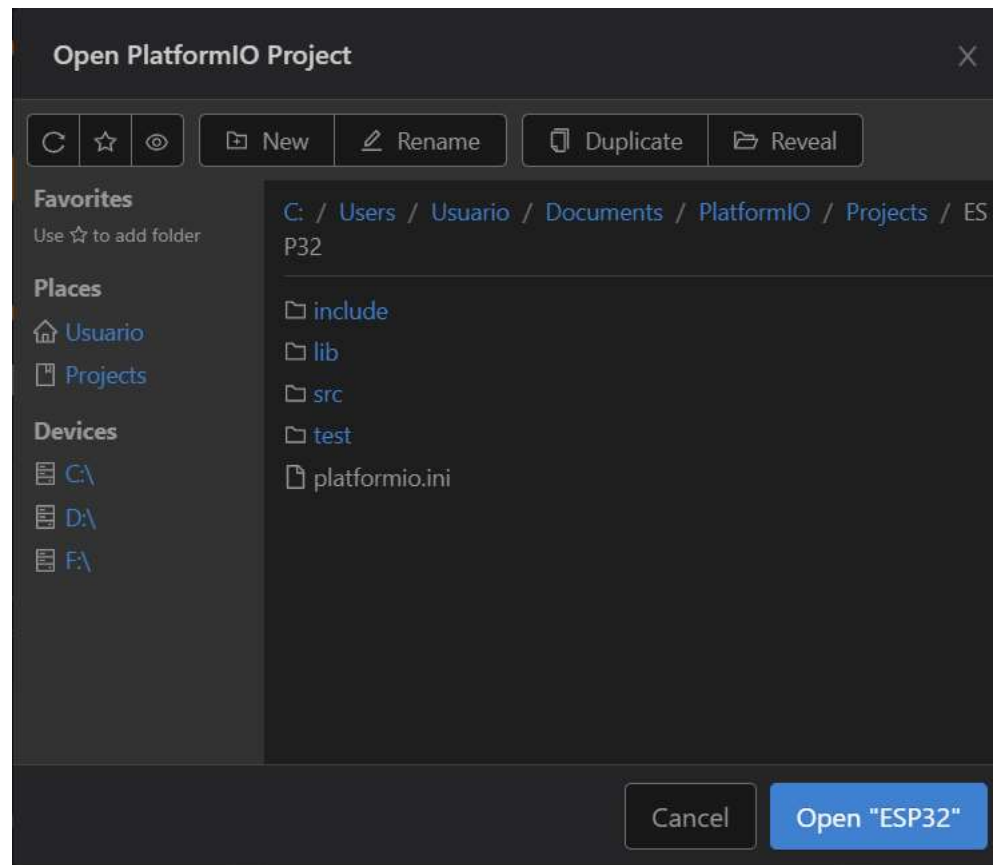 Open PlatformIO Project
New Rename Duplicate Reveal
Favorites
Use ☆ to add folder
Places
Usuario
Projects
Devices
C:\
D:\
F:\
C: / Users / Usuario / Documents / PlatformIO / Projects / ES
P32
include
lib
src
test
platformio.ini
Cancel Open "ESP32"